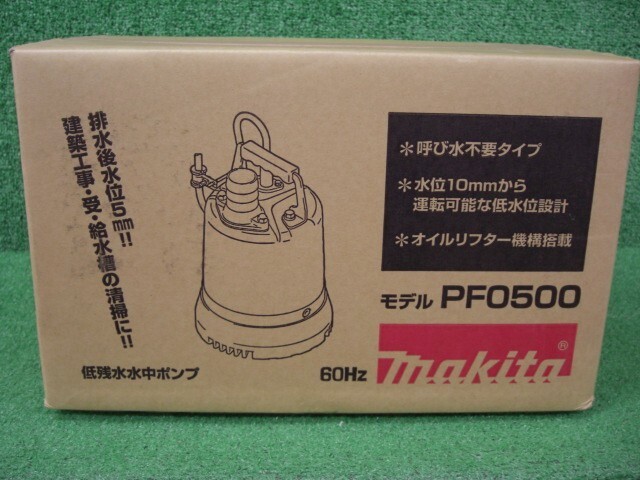 排水後水位5mm!!
建築工事・受・給水槽の清掃に!!
低残水水中ポンプ
＊呼び水不要タイプ
＊水位10mmから
運転可能な低水位設計
＊オイルリフター機構搭載
モデル PF0500
60Hz makita®